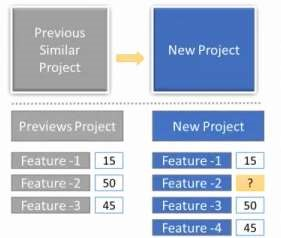 Previous
Similar
Project
New Project
Previews Project
New Project
Feature -1 15
Feature -1 15
Feature -2 50
Feature -2 ?
Feature -3 45
Feature -3 50
Feature -4 45